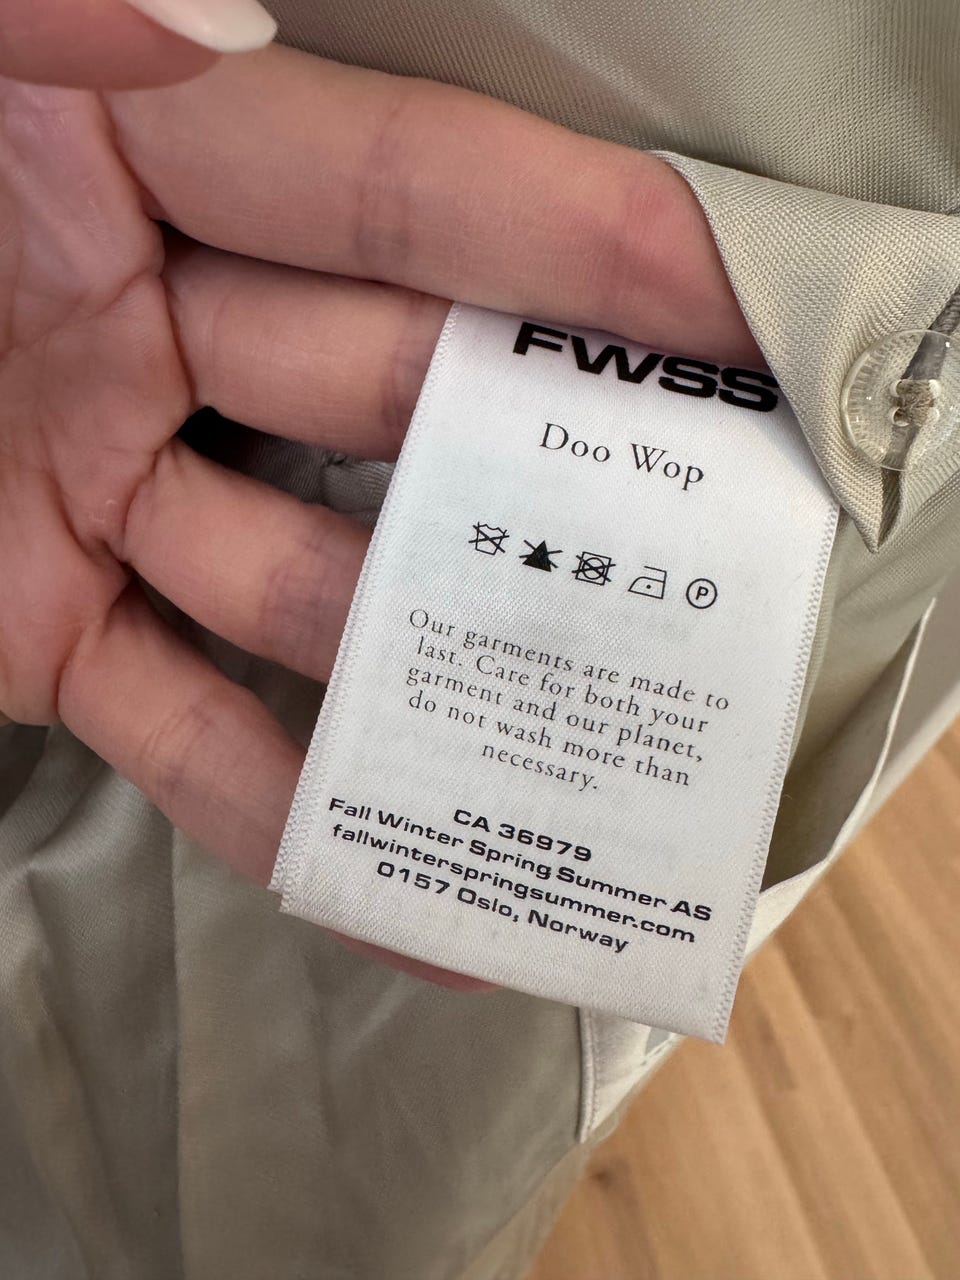 FWSS
Doo Wop
P
Our garments are made to
last. Care for both your
garment and our planet,
do not wash more than
necessary.
CA 36979
Fall Winter Spring Summer AS
fallwinterspringsummer.com
0157 Oslo, Norway